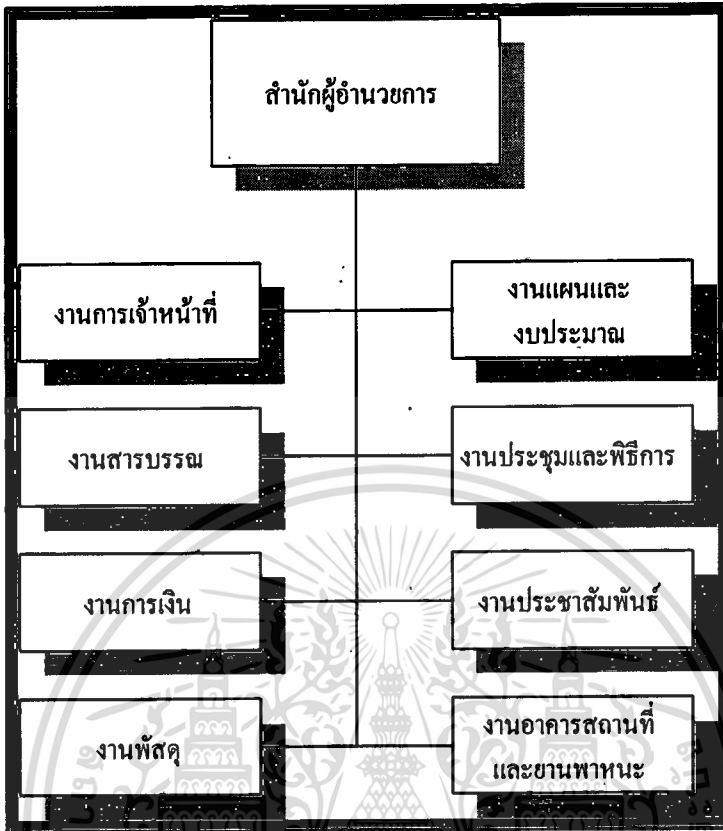 สำนักผู้อำนวยการ
งานการเจ้าหน้าที่
งานแผนและ
งบประมาณ
งานสารบรรณ
งานประชุมและพิธีการ
งานการเงิน
งานประชาสัมพันธ์
งานพัสดุ
งานอาคารสถานที่
และยานพาหนะ